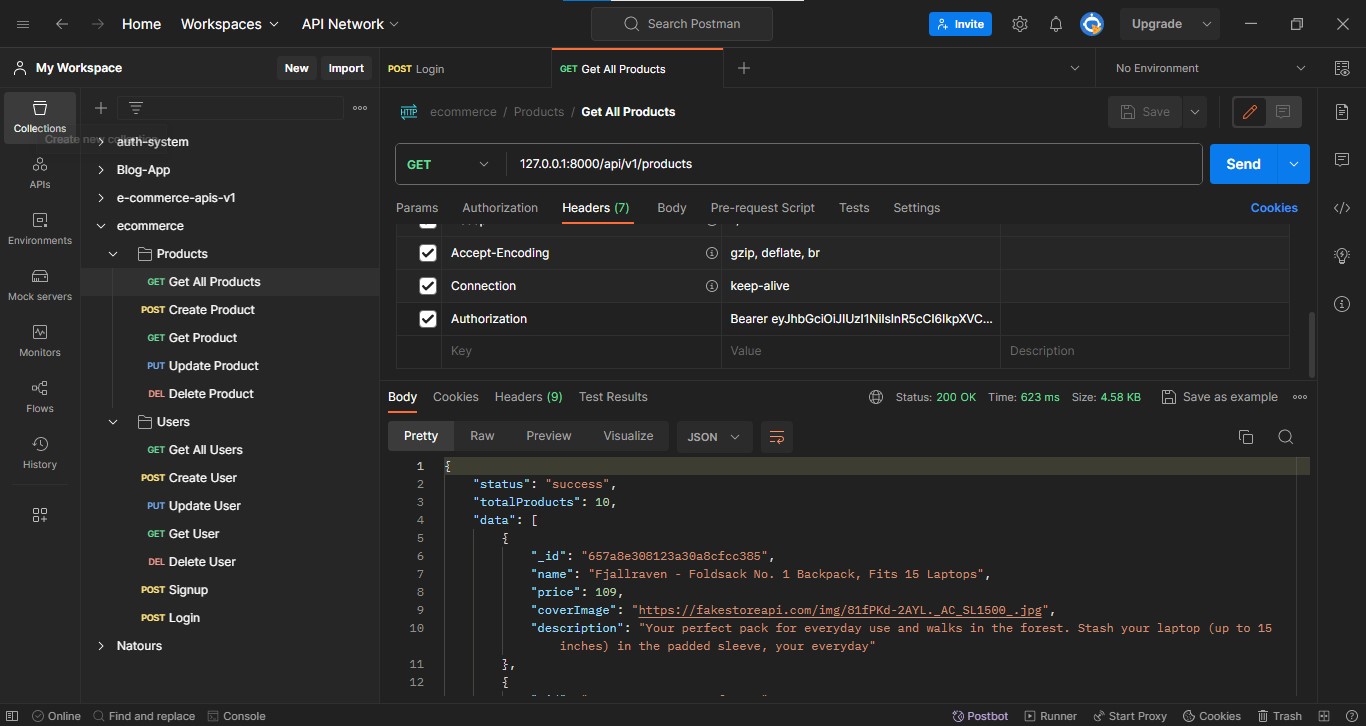 Home Workspaces API Network Search Postman Invite Upgrade
My Workspace New Import POST Login GET Get All Products No Environment
ecommerce / Products / Get All Products Save
Collections
Create new collection
auth-system
Blog-App
e-commerce-apis-v1
ecommerce
Products
GET Get All Products
POST Create Product
GET Get Product
PUT Update Product
DEL Delete Product
Users
GET Get All Users
POST Create User
PUT Update User
GET Get User
DEL Delete User
POST Signup
POST Login
Natours
APIs
Environments
Mock servers
Monitors
Flows
History
HTTP
GET 127.0.0.1:8000/api/v1/products Send
Params Authorization Headers (7) Body Pre-request Script Tests Settings Cookies
Accept-Encoding gzip, deflate, br
Connection keep-alive
Authorization Bearer eyJhbGciOiJIUzI1NiIsInR5cCI6IkpXVC...
Key Value Description
Body Cookies Headers (9) Test Results Status: 200 OK Time: 623 ms Size: 4.58 KB Save as example
Pretty Raw Preview Visualize JSON
1 {
2 "status": "success",
3 "totalProducts": 10,
4 "data": [
5 {
6 "_id": "657a8e308123a30a8cfcc385",
7 "name": "Fjallraven - Foldsack No. 1 Backpack, Fits 15 Laptops",
8 "price": 109,
9 "coverImage": "https://fakestoreapi.com/img/81fPKd-2AYL._AC_SL1500_.jpg",
10 "description": "Your perfect pack for everyday use and walks in the forest. Stash your laptop (up to 15
inches) in the padded sleeve, your everyday"
11 },
12 {
Online Find and replace Console Postbot Runner Start Proxy Cookies Trash